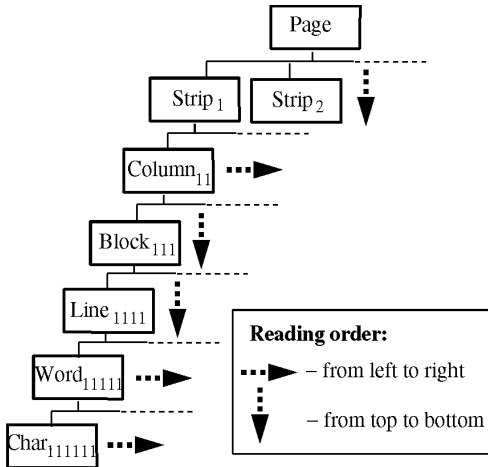 Page
Strip1 Strip2
Column11
Block111
Line1111
Word11111
Char111111
Reading order:
– from left to right
– from top to bottom